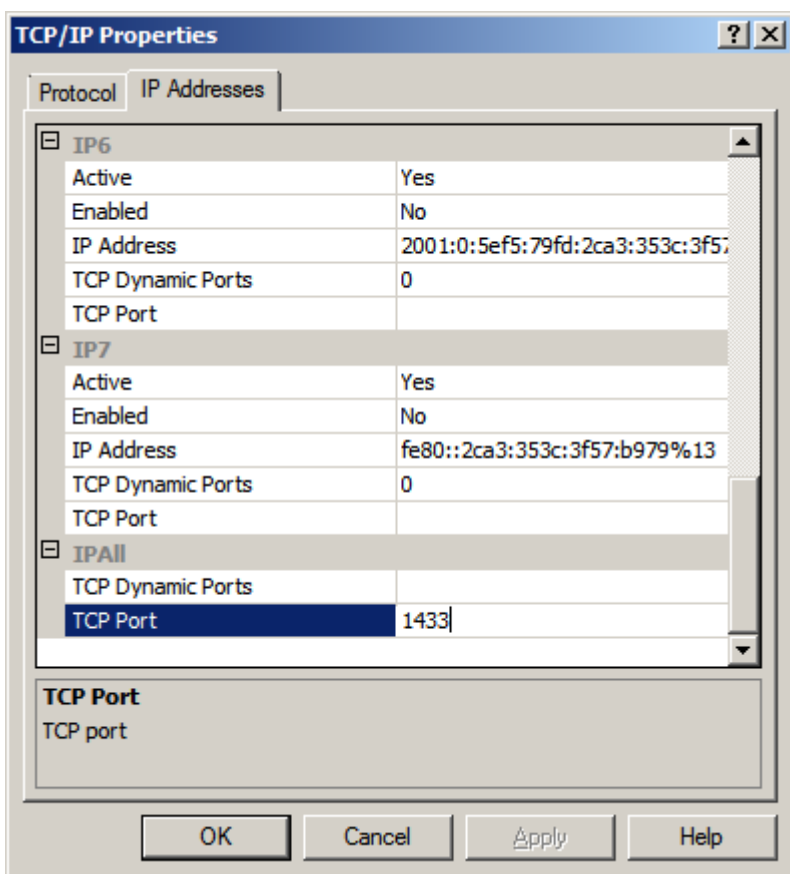 TCP/IP Properties
Protocol IP Addresses
IP6
Active Yes
Enabled No
IP Address 2001:0:5ef5:79fd:2ca3:353c:3f57
TCP Dynamic Ports 0
TCP Port
IP7
Active Yes
Enabled No
IP Address fe80::2ca3:353c:3f57:b979%13
TCP Dynamic Ports 0
TCP Port
IPAll
TCP Dynamic Ports
TCP Port 1433
TCP Port
TCP port
OK Cancel Apply Help